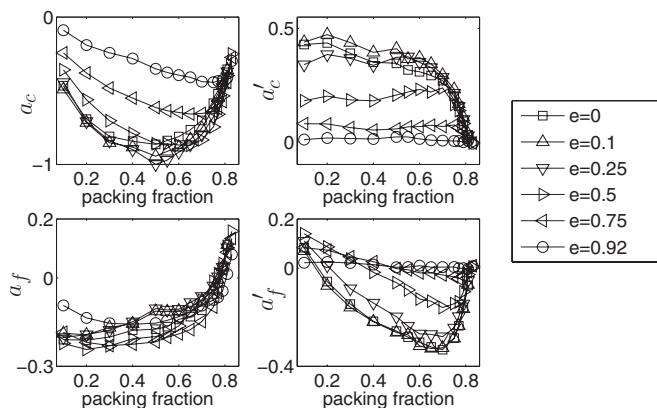 0
−1
a_c
0.2 0.4 0.6 0.8
packing fraction
0.5
0
a'_c
0.2 0.4 0.6 0.8
packing fraction
0.2
0
−0.3
a_f
0.2 0.4 0.6 0.8
packing fraction
0.2
0
−0.4
a'_f
0.2 0.4 0.6 0.8
packing fraction
e=0
e=0.1
e=0.25
e=0.5
e=0.75
e=0.92